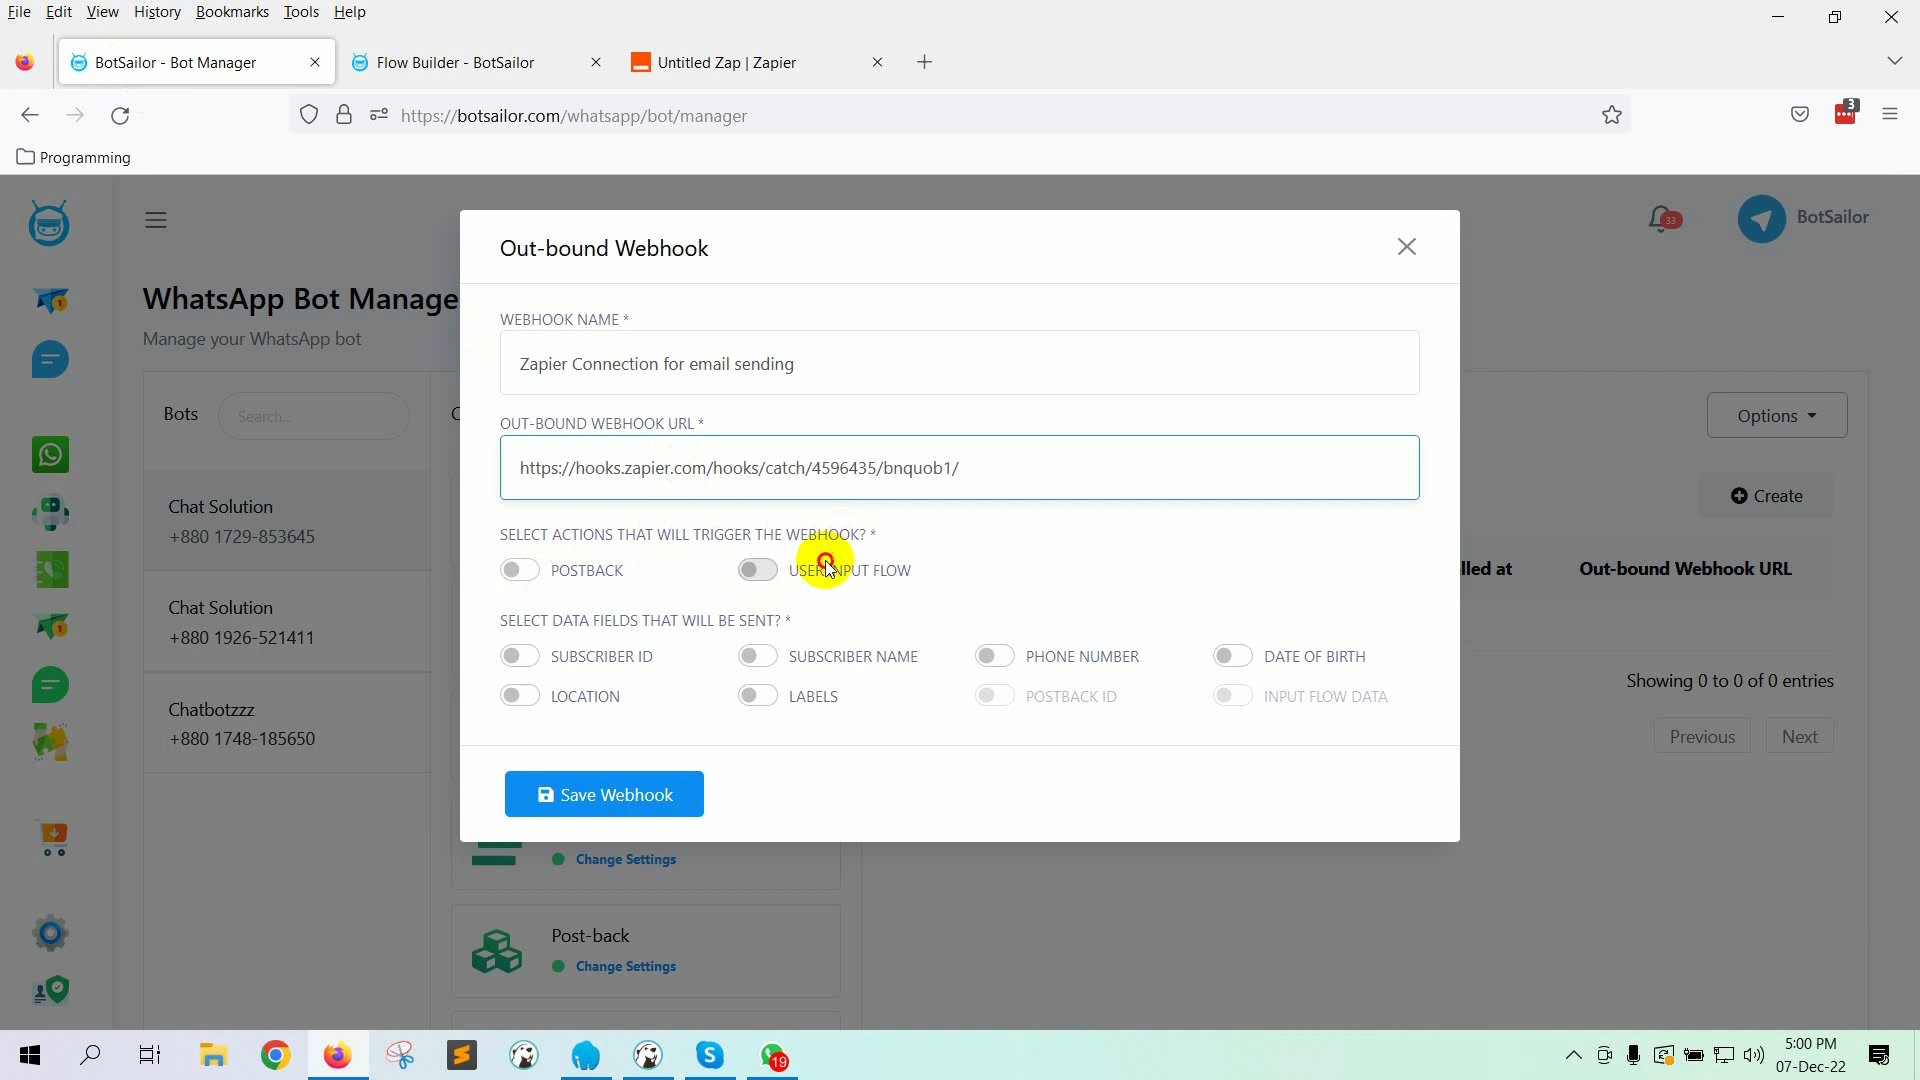 File Edit View History Bookmarks Tools Help
BotSailor - Bot Manager
Flow Builder - BotSailor
Untitled Zap | Zapier
https://botsailor.com/whatsapp/bot/manager
3
Programming
33
BotSailor
WhatsApp Bot Manage
Manage your WhatsApp bot
Bots
Search...
C
Options
Create
Chat Solution
+880 1729-853645
Chat Solution
+880 1926-521411
Chatbotzzz
+880 1748-185650
lled at
Out-bound Webhook URL
Showing 0 to 0 of 0 entries
Previous
Next
Out-bound Webhook
WEBHOOK NAME *
Zapier Connection for email sending
OUT-BOUND WEBHOOK URL *
https://hooks.zapier.com/hooks/catch/4596435/bnquob1/
SELECT ACTIONS THAT WILL TRIGGER THE WEBHOOK? *
POSTBACK
USER INPUT FLOW
SELECT DATA FIELDS THAT WILL BE SENT? *
SUBSCRIBER ID
SUBSCRIBER NAME
PHONE NUMBER
DATE OF BIRTH
LOCATION
LABELS
POSTBACK ID
INPUT FLOW DATA
Save Webhook
Change Settings
Post-back
Change Settings
19
5:00 PM
07-Dec-22